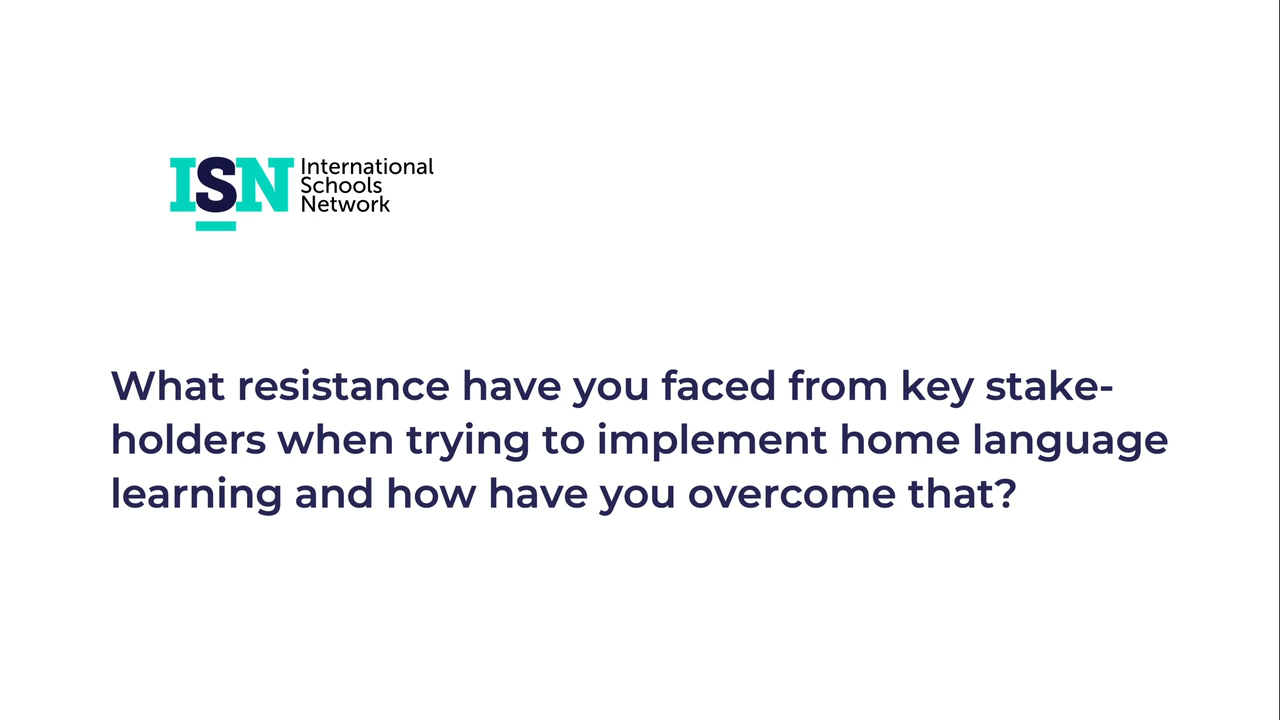 ISN
International
Schools
Network
What resistance have you faced from key stake-
holders when trying to implement home language
learning and how have you overcome that?